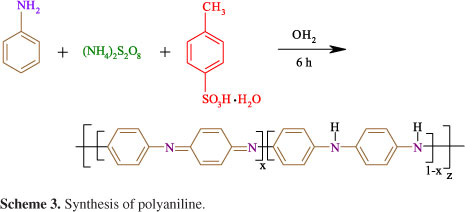 NH₂
CH₃
+ (NH₄)₂S₂O₈ +
OH₂
6 h
SO₃H·H₂O
H H
N N x N N 1-x z
Scheme 3. Synthesis of polyaniline.